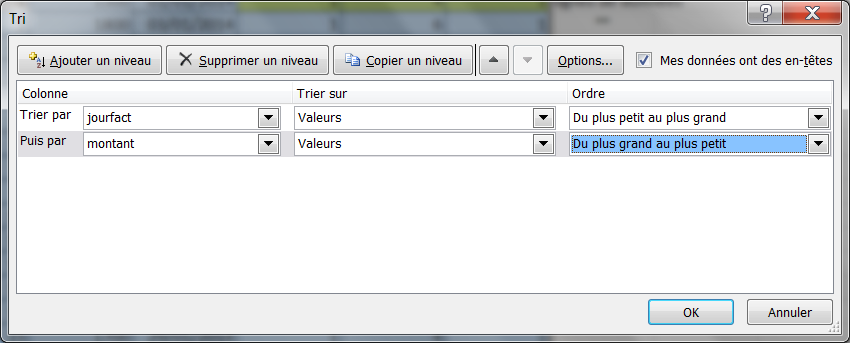 Tri
Ajouter un niveau Supprimer un niveau Copier un niveau Options... Mes données ont des en-têtes
Colonne Trier sur Ordre
Trier par jourfact Valeurs Du plus petit au plus grand
Puis par montant Valeurs Du plus grand au plus petit
OK Annuler